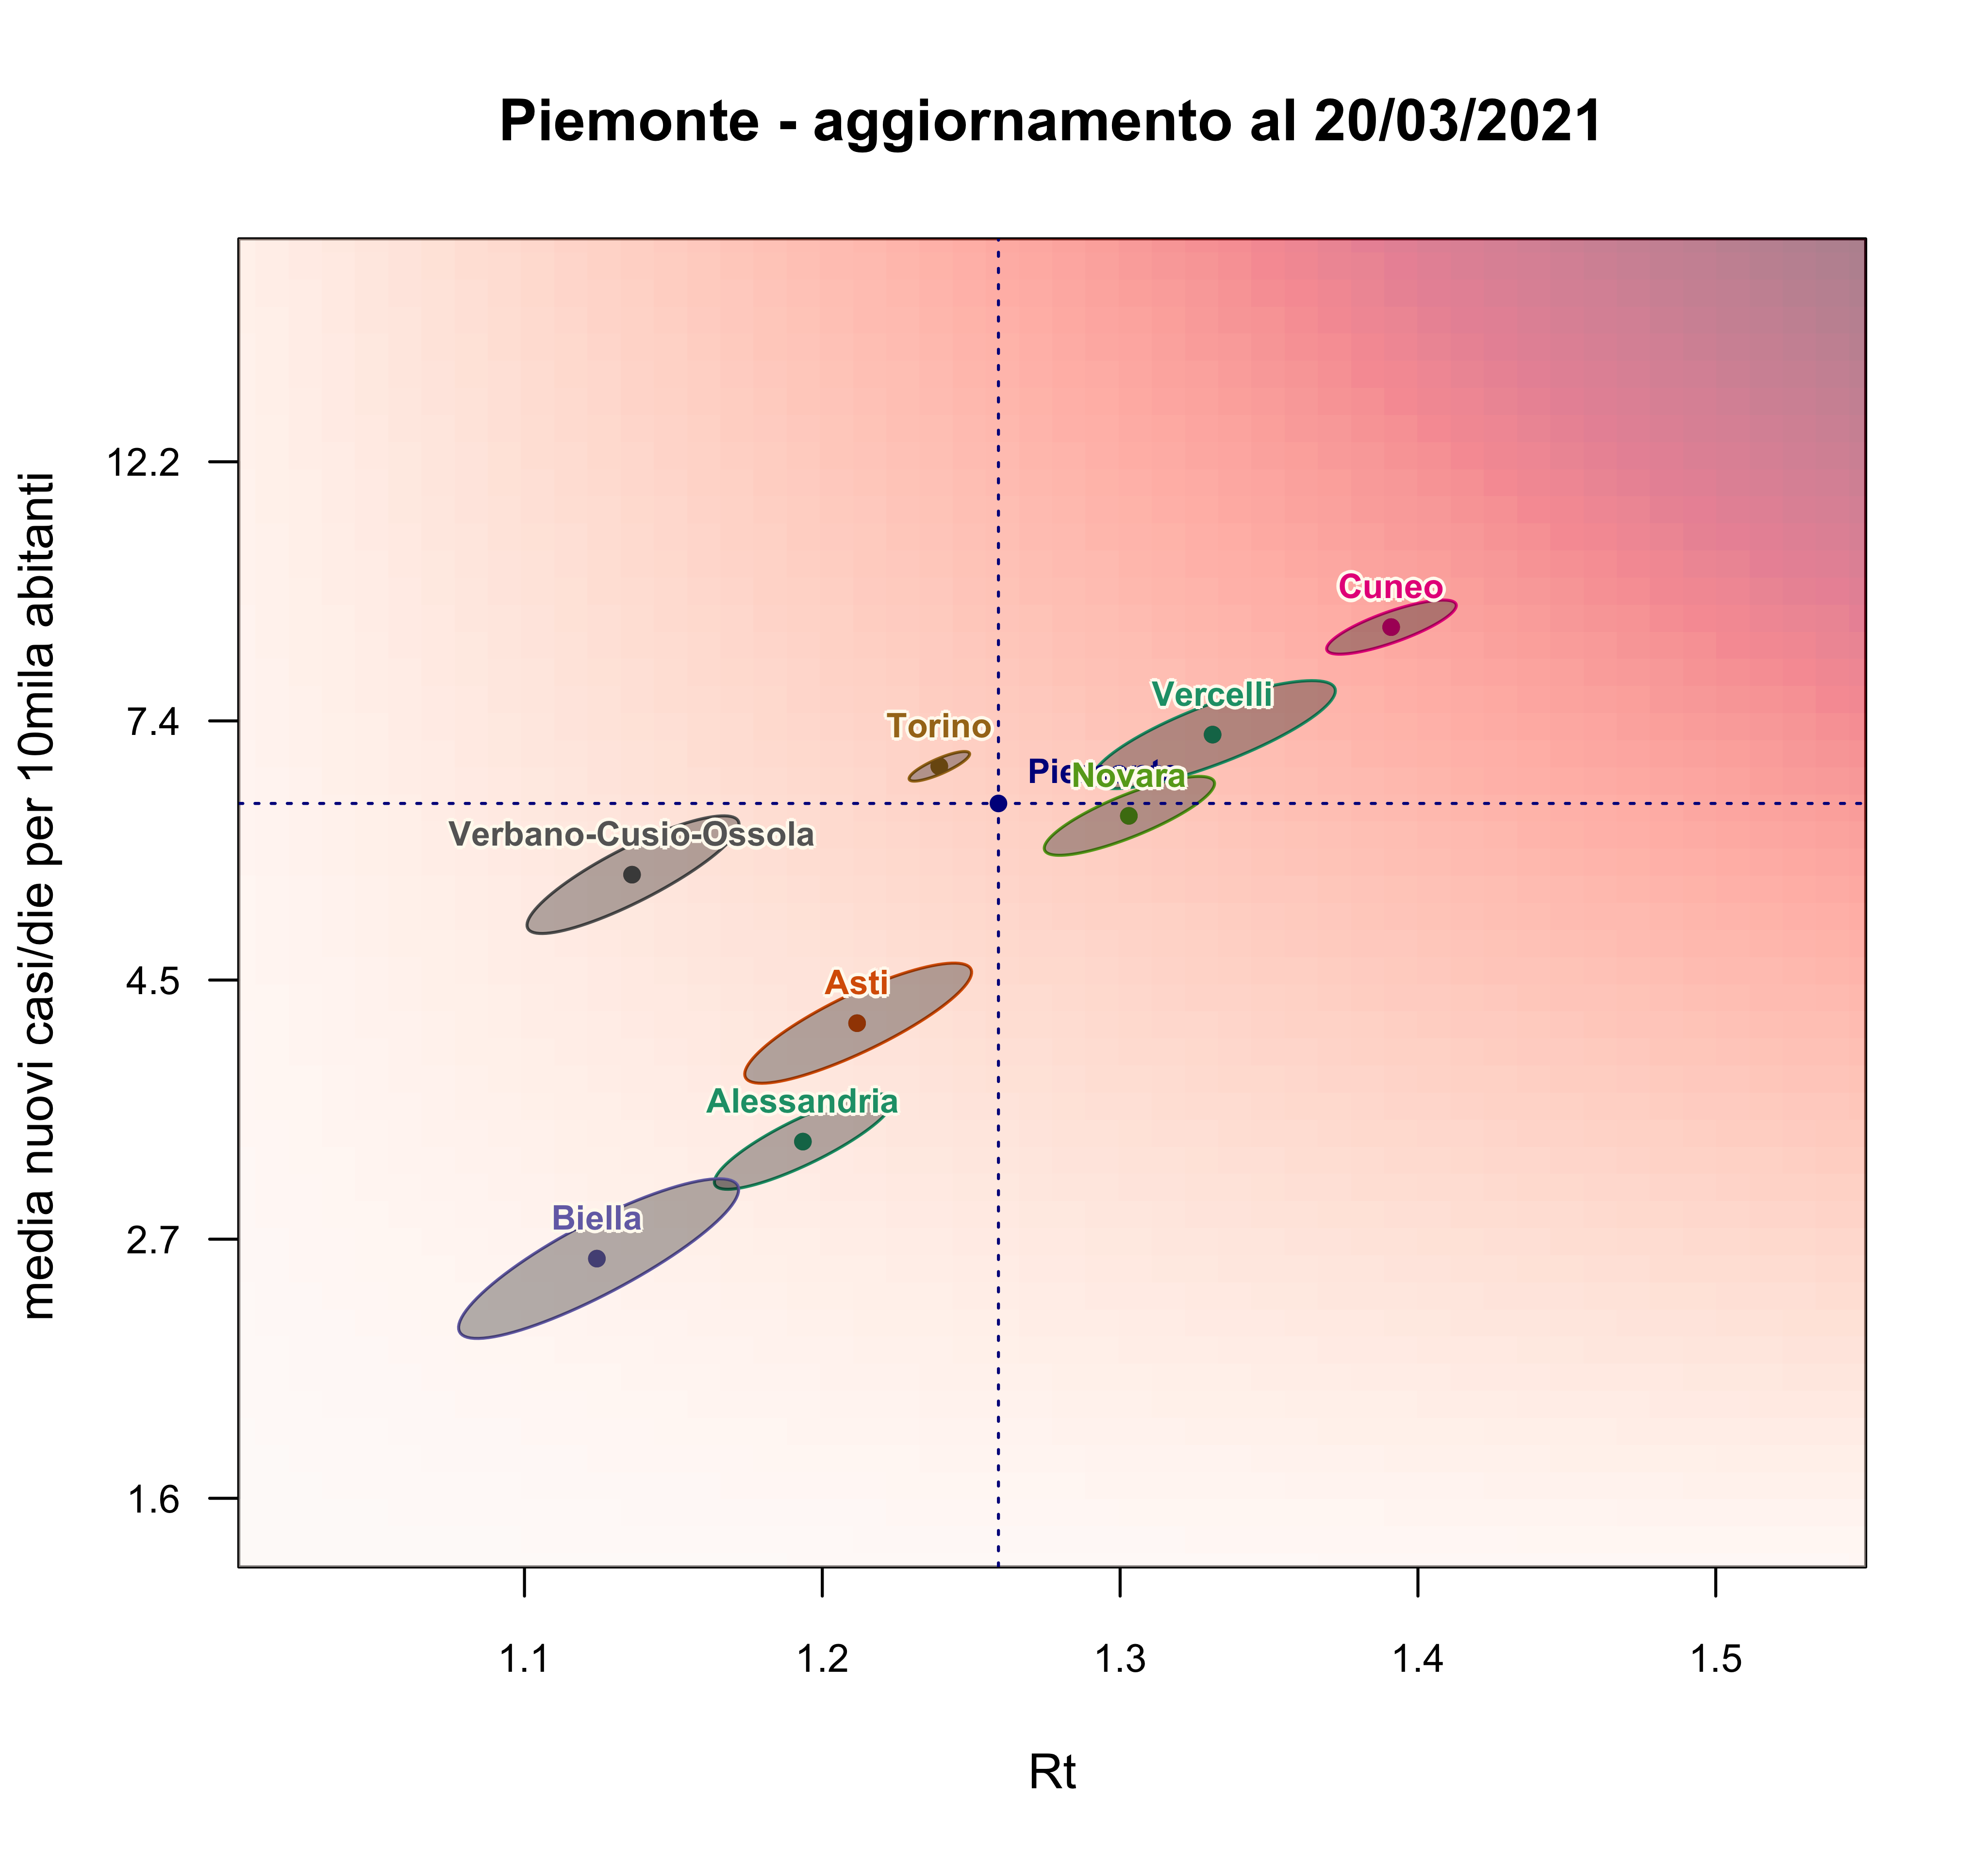 Piemonte - aggiornamento al 20/03/2021
media nuovi casi/die per 10mila abitanti
12.2
7.4
4.5
2.7
1.6
Cuneo
Vercelli
Torino
Novara
Verbano-Cusio-Ossola
Asti
Alessandria
Biella
1.1
1.2
1.3
1.4
1.5
Rt